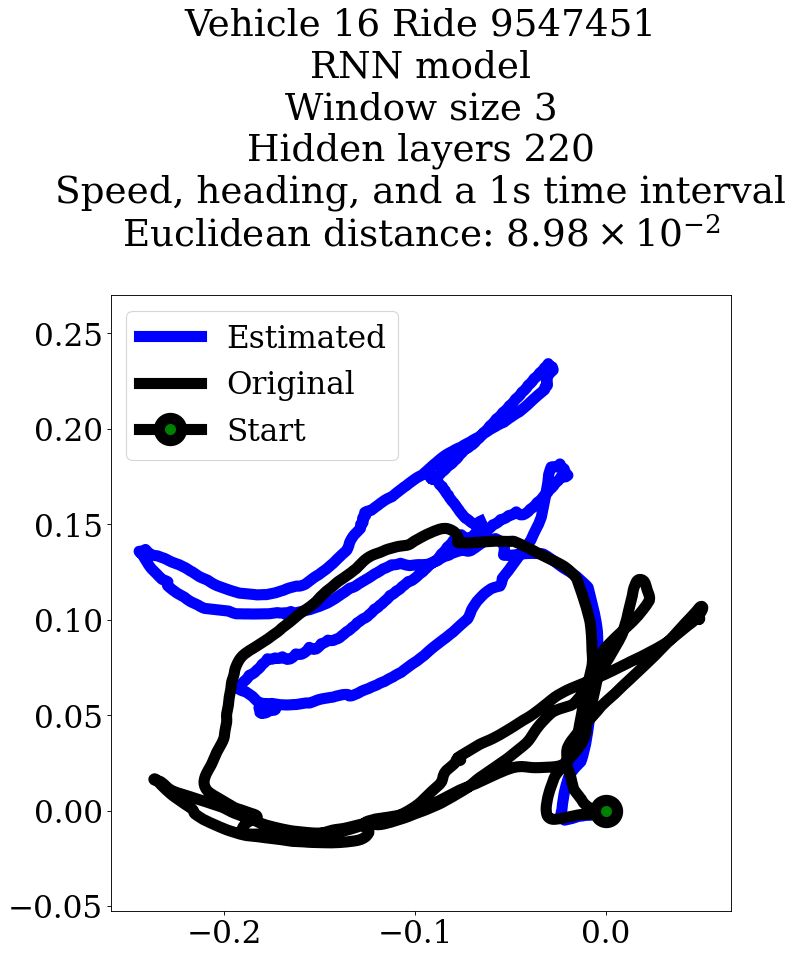 Vehicle 16 Ride 9547451
RNN model
Window size 3
Hidden layers 220
Speed, heading, and a 1s time interval
Euclidean distance: 8.98 × 10⁻²
0.25
0.20
0.15
0.10
0.05
0.00
−0.05
Estimated
Original
Start
−0.2 −0.1 0.0